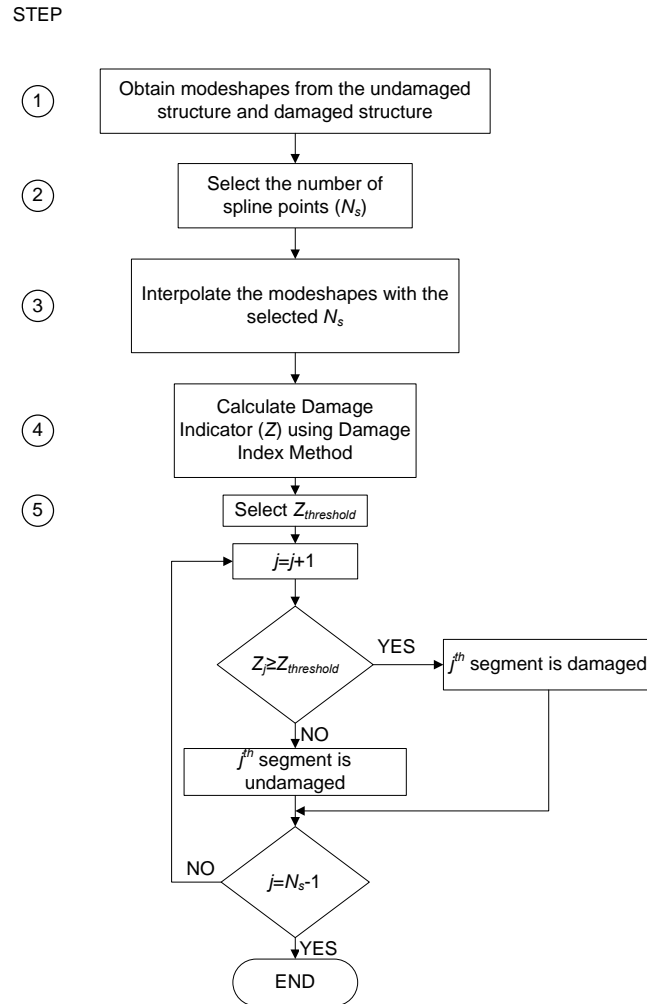 STEP
1
Obtain modeshapes from the undamaged
structure and damaged structure
2
Select the number of
spline points (Ns)
3
Interpolate the modeshapes with the
selected Ns
4
Calculate Damage
Indicator (Z) using Damage
Index Method
5
Select Zthreshold
j=j+1
Zj≥Zthreshold
YES
jth segment is damaged
NO
jth segment is
undamaged
NO
j=Ns-1
YES
END